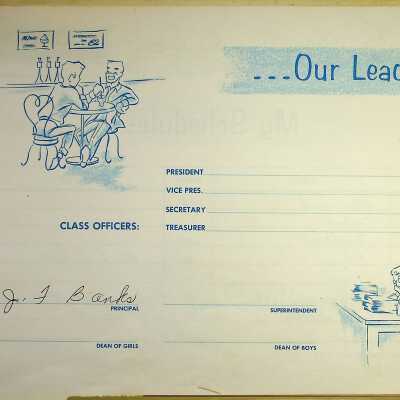 ...Our Lead
PRESIDENT
VICE PRES.
SECRETARY
CLASS OFFICERS: TREASURER
J. F Banks
PRINCIPAL SUPERINTENDENT
DEAN OF GIRLS DEAN OF BOYS